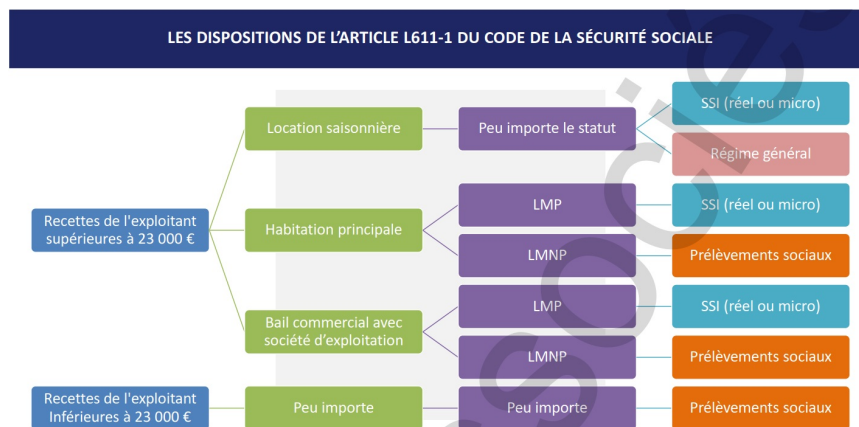 LES DISPOSITIONS DE L'ARTICLE L611-1 DU CODE DE LA SÉCURITÉ SOCIALE
Recettes de l'exploitant
supérieures à 23 000 €
Location saisonnière
Peu importe le statut
SSI (réel ou micro)
Régime général
Habitation principale
LMP
SSI (réel ou micro)
LMNP
Prélèvements sociaux
Bail commercial avec
société d'exploitation
LMP
SSI (réel ou micro)
LMNP
Prélèvements sociaux
Recettes de l'exploitant
Inférieures à 23 000 €
Peu importe
Peu importe
Prélèvements sociaux